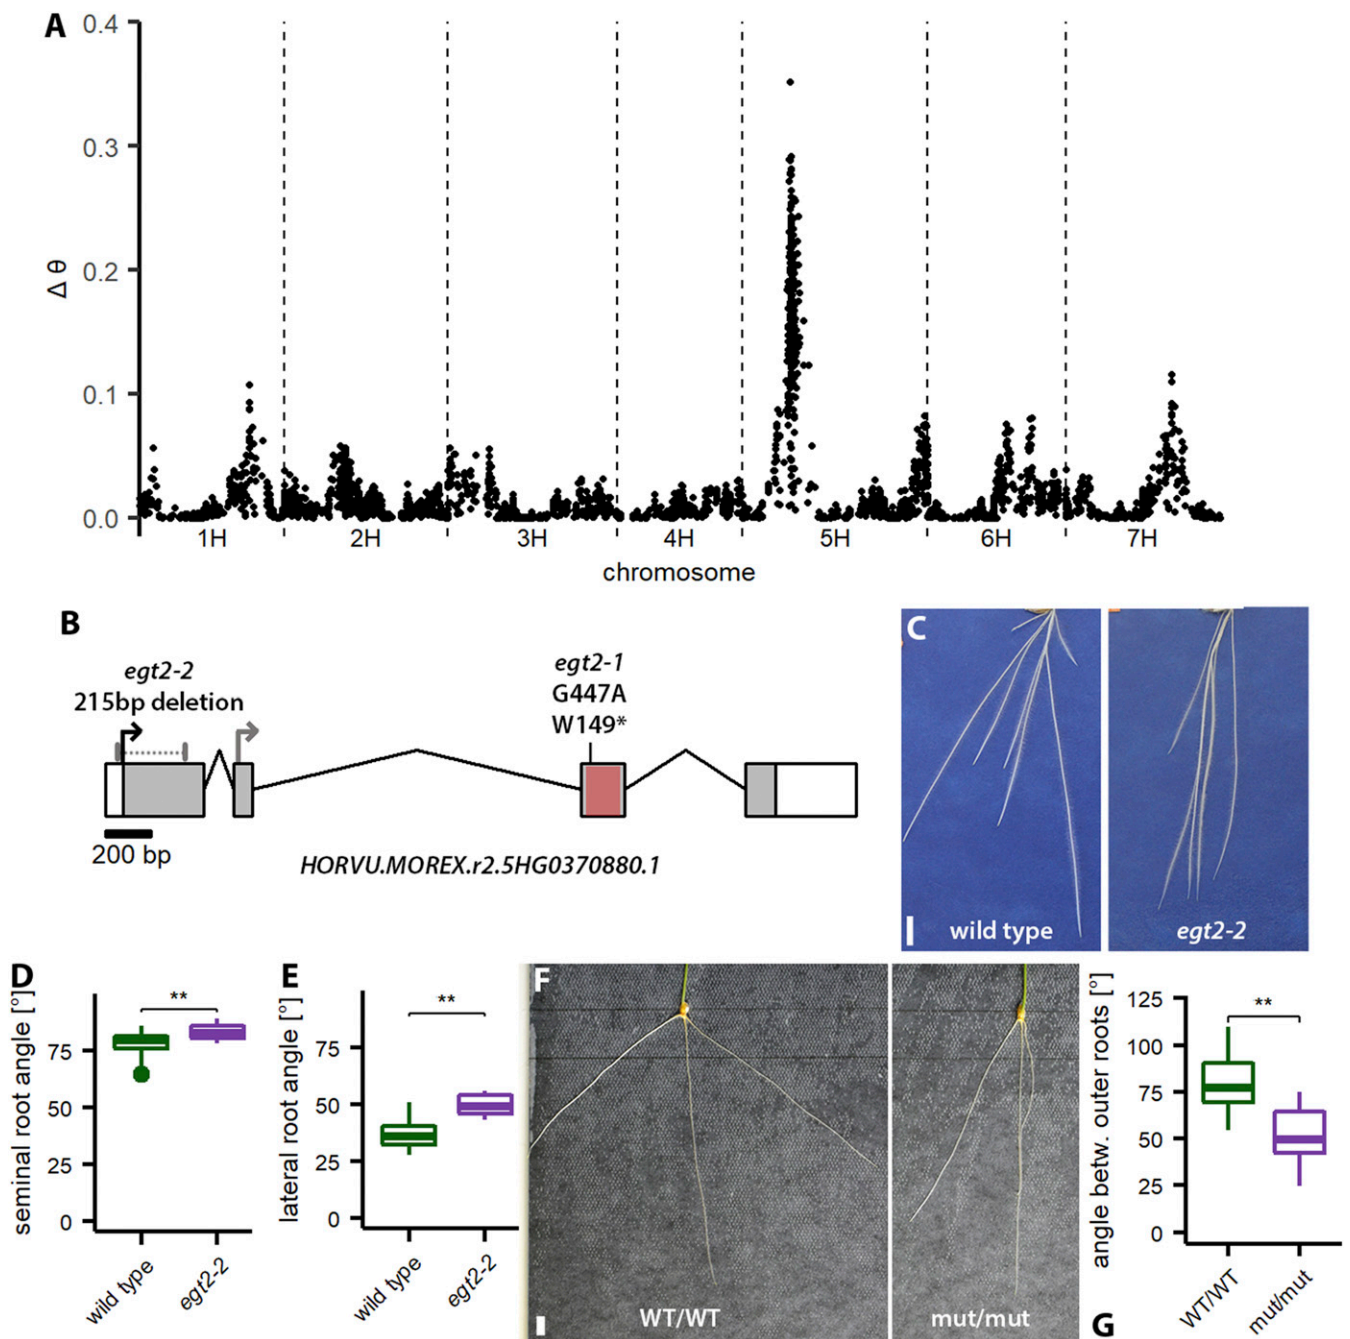 A
0.4
0.3
0.2
0.1
0.0
Δ θ
1H 2H 3H 4H 5H 6H 7H
chromosome
B
egt2-2
215bp deletion
egt2-1
G447A
W149*
200 bp
HORVU.MOREX.r2.5HG0370880.1
C
wild type
egt2-2
D
seminal root angle [°]
75
50
25
0
**
wild type
egt2-2
E
lateral root angle [°]
75
50
25
0
**
wild type
egt2-2
F
WT/WT
mut/mut
angle betw. outer roots [°]
125
100
75
50
25
0
**
WT/WT
mut/mut
G